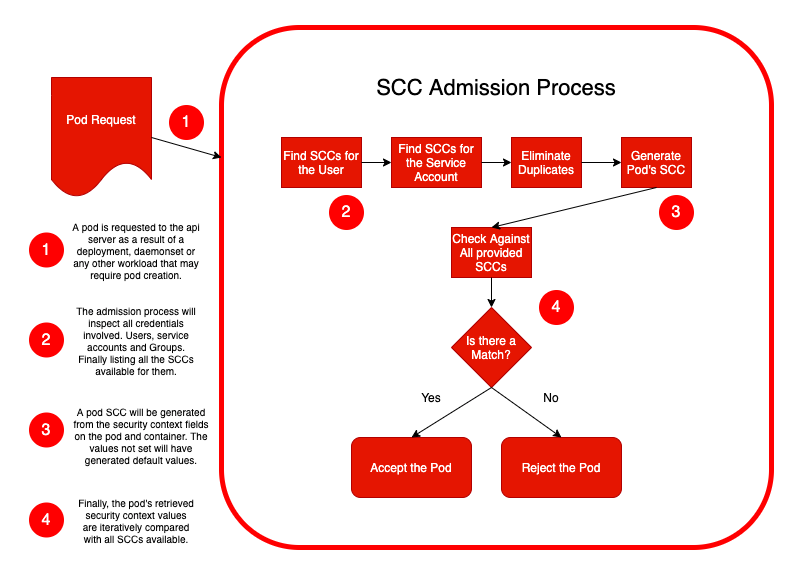 SCC Admission Process
Pod Request
1
Find SCCs for
the User
Find SCCs for
the Service
Account
Eliminate
Duplicates
Generate
Pod's SCC
2
3
Check Against
All provided
SCCs
4
Is there a
Match?
Yes
No
Accept the Pod
Reject the Pod
1
A pod is requested to the api
server as a result of a
deployment, daemonset or
any other workload that may
require pod creation.
2
The admission process will
inspect all credentials
involved. Users, service
accounts and Groups.
Finally listing all the SCCs
available for them.
3
A pod SCC will be generated
from the security context fields
on the pod and container. The
values not set will have
generated default values.
4
Finally, the pod's retrieved
security context values
are iteratively compared
with all SCCs available.